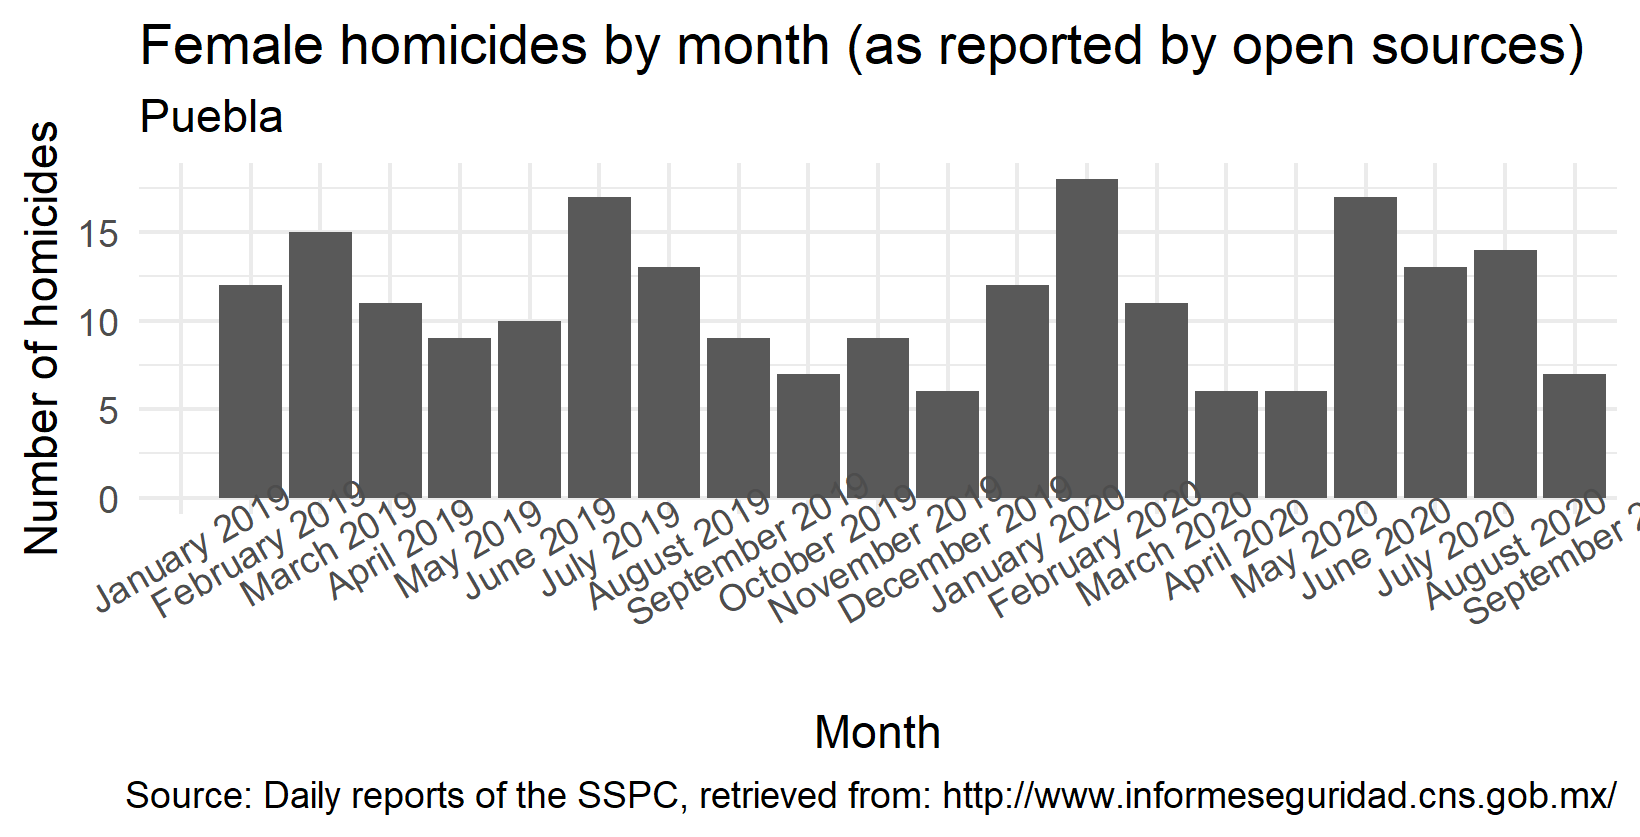 Female homicides by month (as reported by open sources)
Puebla
Number of homicides
15
10
5
0
January 2019
February 2019
March 2019
April 2019
May 2019
June 2019
July 2019
August 2019
September 2019
October 2019
November 2019
December 2019
January 2020
February 2020
March 2020
April 2020
May 2020
June 2020
July 2020
August 2020
September 2
Month
Source: Daily reports of the SSPC, retrieved from: http://www.informeseguridad.cns.gob.mx/